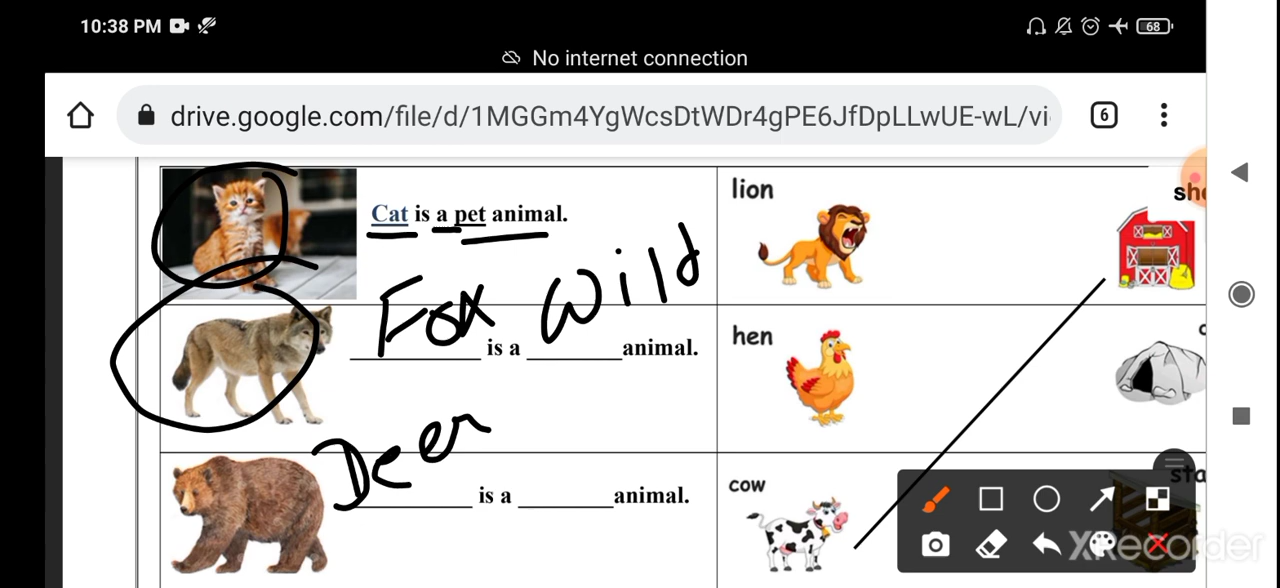 10:38 PM 68
No internet connection
drive.google.com/file/d/1MGGm4YgWcsDtWDr4gPE6JfDpLLwUE-wL/vi 6
Cat is a pet animal.
lion
Fox Wild
is a animal.
hen
Deer
is a animal.
cow
XRecorder